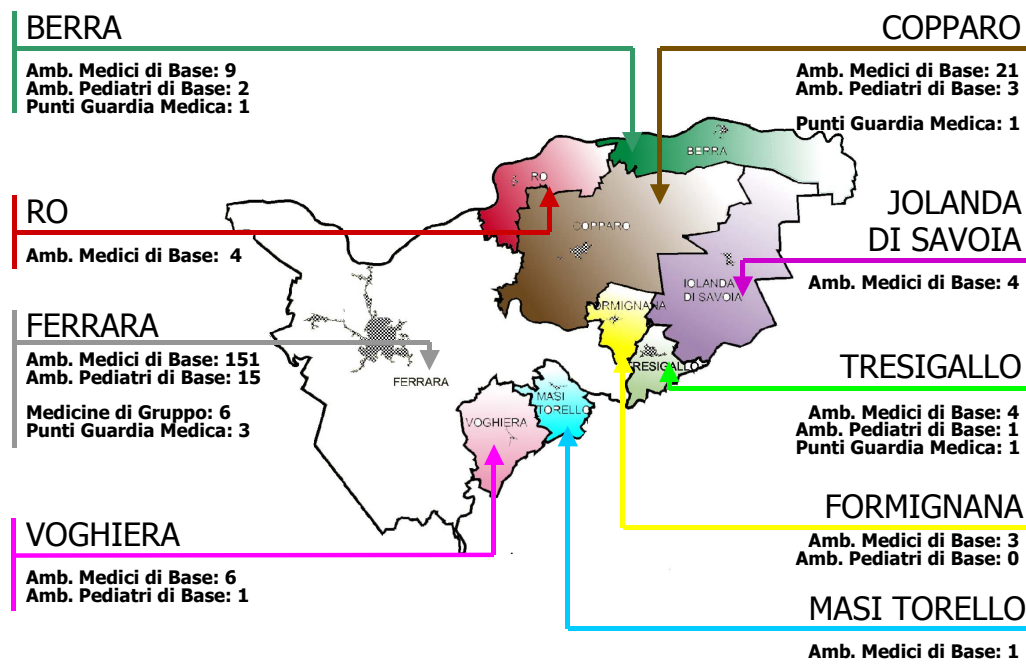 BERRA
Amb. Medici di Base: 9
Amb. Pediatri di Base: 2
Punti Guardia Medica: 1
COPPARO
Amb. Medici di Base: 21
Amb. Pediatri di Base: 3
Punti Guardia Medica: 1
RO
Amb. Medici di Base: 4
JOLANDA
DI SAVOIA
Amb. Medici di Base: 4
FERRARA
Amb. Medici di Base: 151
Amb. Pediatri di Base: 15
Medicine di Gruppo: 6
Punti Guardia Medica: 3
TRESIGALLO
Amb. Medici di Base: 4
Amb. Pediatri di Base: 1
Punti Guardia Medica: 1
VOGHIERA
Amb. Medici di Base: 6
Amb. Pediatri di Base: 1
FORMIGNANA
Amb. Medici di Base: 3
Amb. Pediatri di Base: 0
MASI TORELLO
Amb. Medici di Base: 1
BERRA
RO
COPPARO
IOLANDA
DI SAVOIA
FORMIGNANA
TRESIGALLO
FERRARA
MASI
TORELLO
VOGHIERA